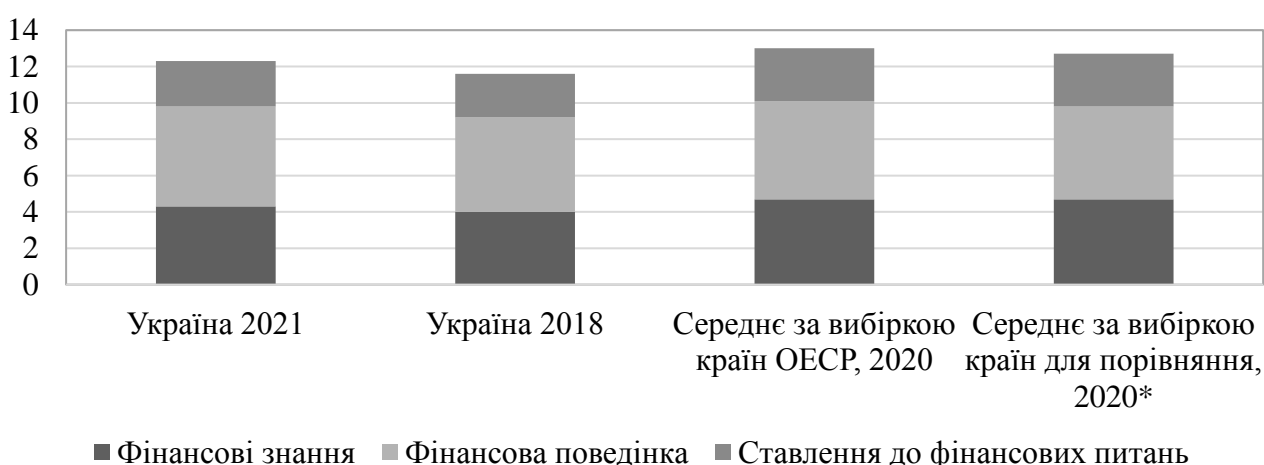 14
12
10
8
6
4
2
0
Україна 2021
Україна 2018
Середнє за вибіркою
країн ОЕСР, 2020
Середнє за вибіркою
країн для порівняння,
2020*
Фінансові знання
Фінансова поведінка
Ставлення до фінансових питань